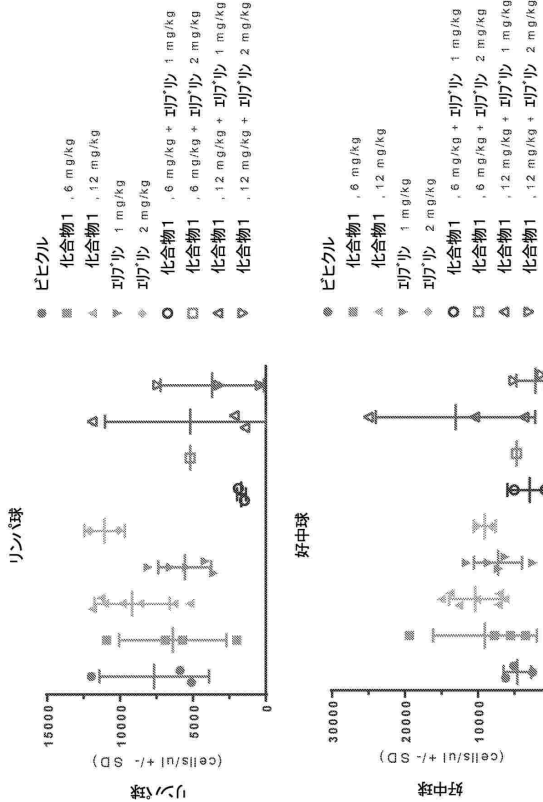 リンパ球
リンパ球
(cells/ul +/- SD)
15000
10000
5000
0
ビヒクル
化合物1 , 6 mg/kg
化合物1 , 12 mg/kg
エリブリン 1 mg/kg
エリブリン 2 mg/kg
化合物1 , 6 mg/kg + エリブリン 1 mg/kg
化合物1 , 6 mg/kg + エリブリン 2 mg/kg
化合物1 , 12 mg/kg + エリブリン 1 mg/kg
化合物1 , 12 mg/kg + エリブリン 2 mg/kg
好中球
好中球
(cells/ul +/- SD)
30000
20000
10000
ビヒクル
化合物1 , 6 mg/kg
化合物1 , 12 mg/kg
エリブリン 1 mg/kg
エリブリン 2 mg/kg
化合物1 , 6 mg/kg + エリブリン 1 mg/kg
化合物1 , 6 mg/kg + エリブリン 2 mg/kg
化合物1 , 12 mg/kg + エリブリン 1 mg/kg
化合物1 , 12 mg/kg + エリブリン 2 mg/kg